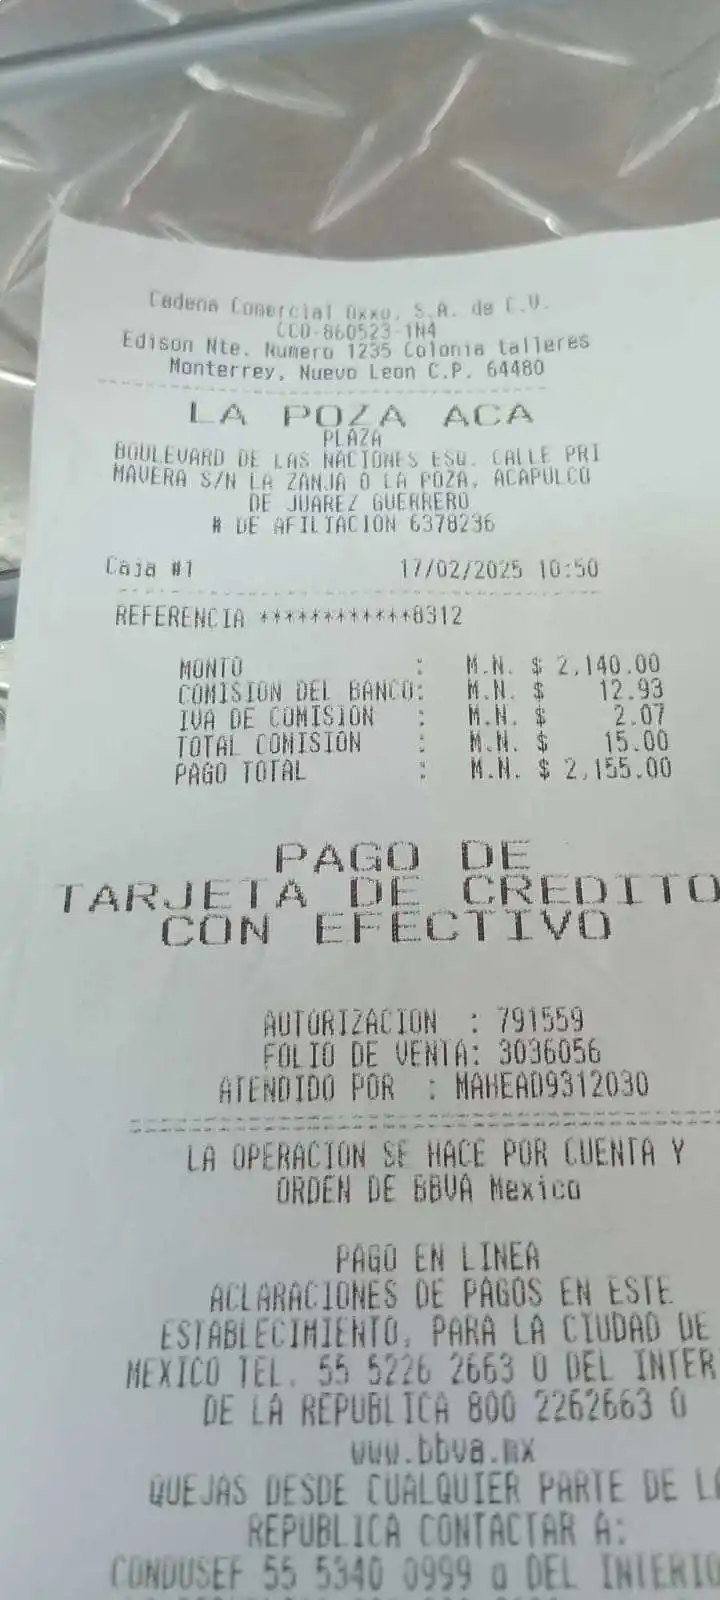 Cadena Comercial Oxxo, S.A. de C.V.
CCO-860523-1N4
Edison Nte. Numero 1235 Colonia talleres
Monterrey, Nuevo Leon C.P. 64480
LA POZA ACA
PLAZA
BOULEVARD DE LAS NACIONES ESQ. CALLE PRI
MAVERA S/N LA ZANJA O LA POZA, ACAPULCO
DE JUAREZ GUERRERO
# DE AFILIACION 6378236
Caja #1 17/02/2025 10:50
REFERENCIA ************8312
MONTO : M.N. $ 2,140.00
COMISION DEL BANCO: M.N. $ 12.93
IVA DE COMISION : M.N. $ 2.07
TOTAL COMISION : M.N. $ 15.00
PAGO TOTAL : M.N. $ 2,155.00
PAGO DE
TARJETA DE CREDITO
CON EFECTIVO
AUTORIZACION : 791559
FOLIO DE VENTA: 3036056
ATENDIDO POR : MAHEAD9312030
LA OPERACION SE HACE POR CUENTA Y
ORDEN DE BBVA Mexico
PAGO EN LINEA
ACLARACIONES DE PAGOS EN ESTE
ESTABLECIMIENTO, PARA LA CIUDAD DE
MEXICO TEL. 55 5226 2663 O DEL INTER
DE LA REPUBLICA 800 2262663 O
www.bbva.mx
QUEJAS DESDE CUALQUIER PARTE DE LA
REPUBLICA CONTACTAR A:
CONDUSEF 55 5340 0999 o DEL INTERIO